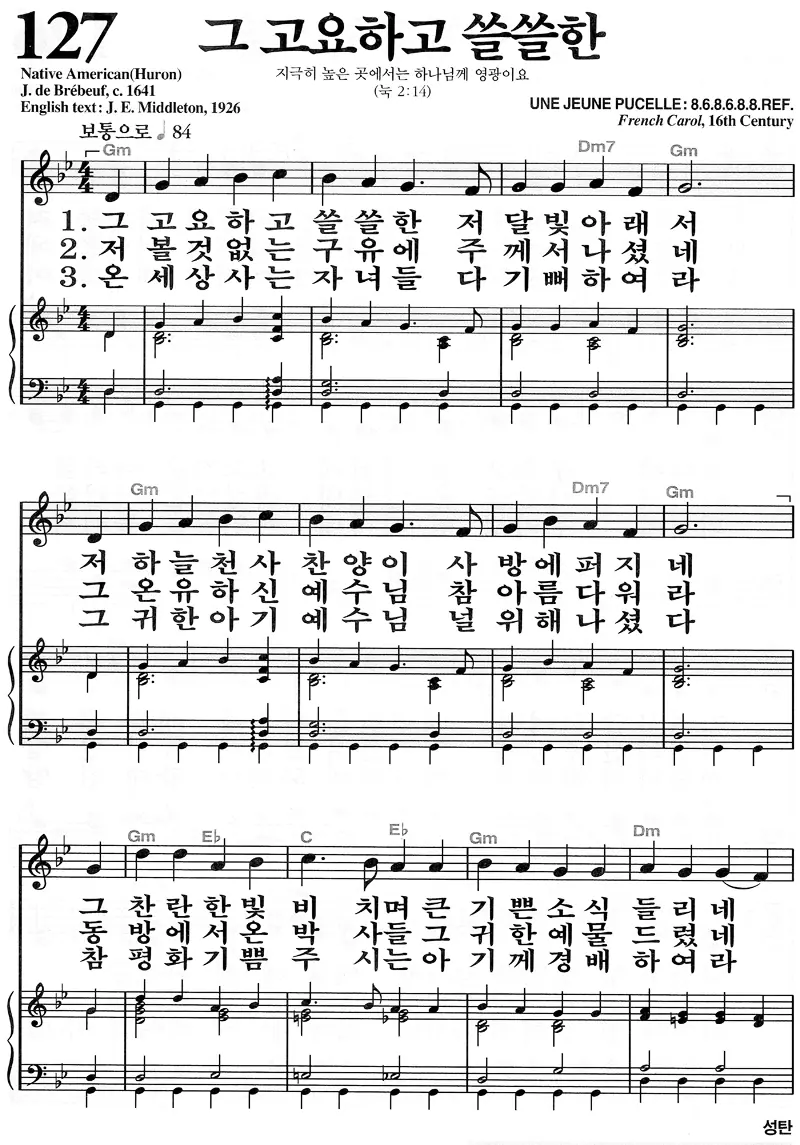 127 그 고요하고 쓸쓸한
Native American(Huron)
J. de Brébeuf, c. 1641
English text: J. E. Middleton, 1926
지극히 높은 곳에서는 하나님께 영광이요
(눅 2:14)
UNE JEUNE PUCELLE: 8.6.8.6.8.8.REF.
French Carol, 16th Century
보통으로 ♩84
Gm Dm7 Gm
1. 그 고 요 하 고 쓸 쓸 한 저 달 빛 아 래 서
2. 저 볼 것 없 는 구 유 에 주 께 서 나 셨 네
3. 온 세 상 사 는 자 녀 들 다 기 뻐 하 여 라
Gm Dm7 Gm
저 하 늘 천 사 찬 양 이 사 방 에 퍼 지 네
그 온 유 하 신 예 수 님 참 아 름 다 워 라
그 귀 한 아 기 예 수 님 널 위 해 나 셨 다
Gm E♭ C E♭ Gm Dm
그 찬 란 한 빛 비 치 며 큰 기 쁜 소 식 들 리 네
동 방 에 서 온 박 사 들 그 귀 한 예 물 드 렸 네
참 평 화 기 쁨 주 시 는 아 기 께 경 배 하 여 라
성탄